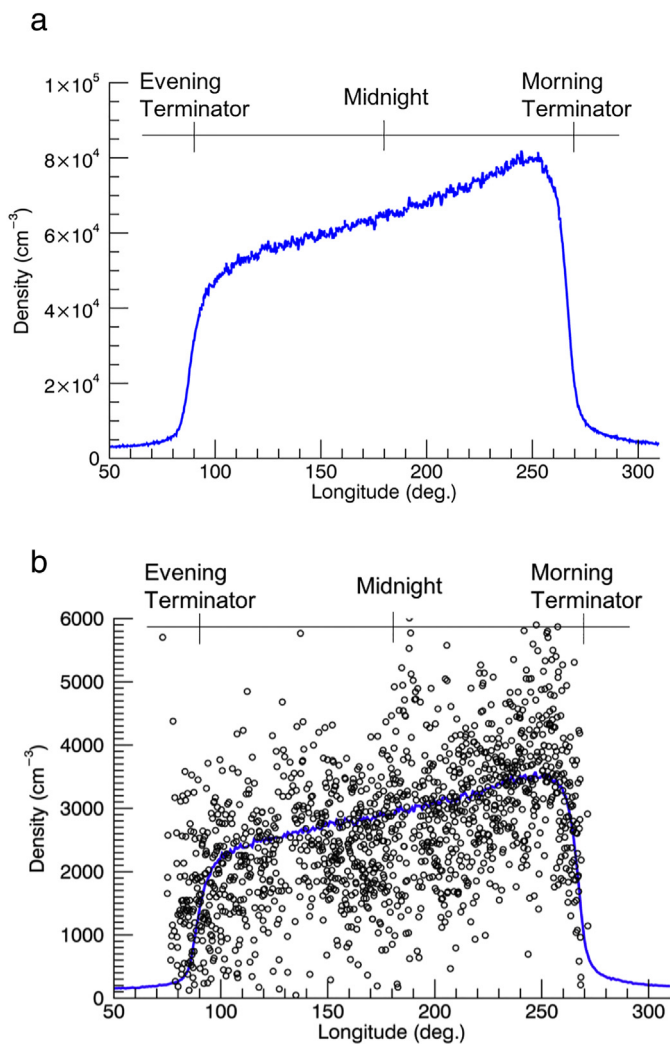 a
Evening
Terminator
Midnight
Morning
Terminator
1×10⁵
8×10⁴
6×10⁴
4×10⁴
2×10⁴
0
Density (cm⁻³)
50 100 150 200 250 300
Longitude (deg.)
b
Evening
Terminator
Midnight
Morning
Terminator
6000
5000
4000
3000
2000
1000
0
Density (cm⁻³)
50 100 150 200 250 300
Longitude (deg.)